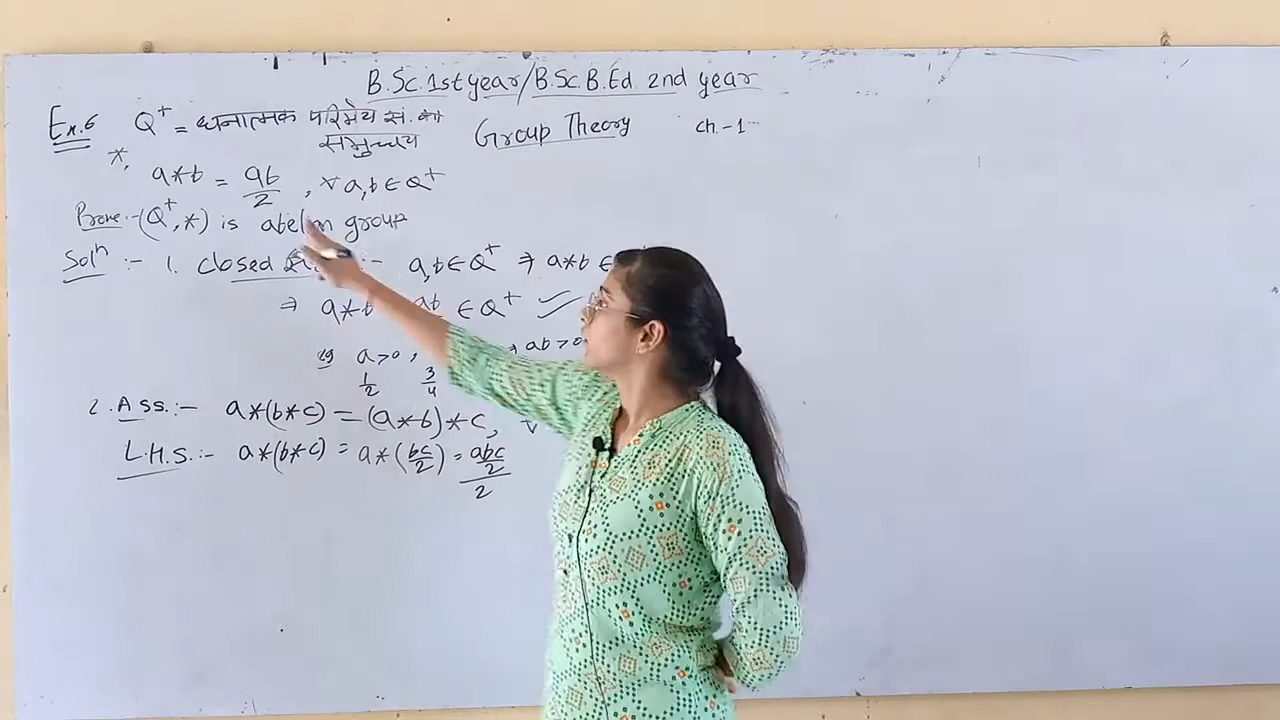 B.Sc. 1st year/B.Sc.B.Ed. 2nd year
Group Theory ch.-1
Ex.6 Q⁺ = धनात्मक परिमेय सं. का
समुच्चय
*, a*b = ab/2, ∀ a,b ∈ Q⁺
Prove:- (Q⁺, *) is group
Solⁿ :- 1. closed :- a,b ∈ Q⁺ ⇒ a*b ∈
⇒ a*b ab ∈ Q⁺ ✓
eg a>0, ab>0
1/2 3/4
2. Ass.:- a*(b*c) = (a*b)*c, ∀
L.H.S.:- a*(b*c) = a*(bc/2) = (abc/2)/2